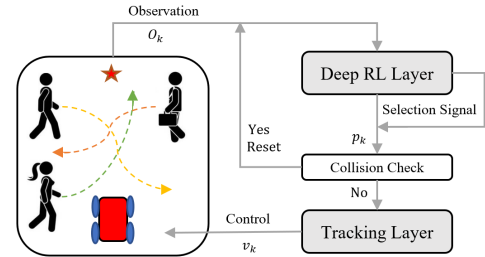 Observation
O_k
Deep RL Layer
Selection Signal
p_k
Yes
Reset
Collision Check
No
Control
v_k
Tracking Layer